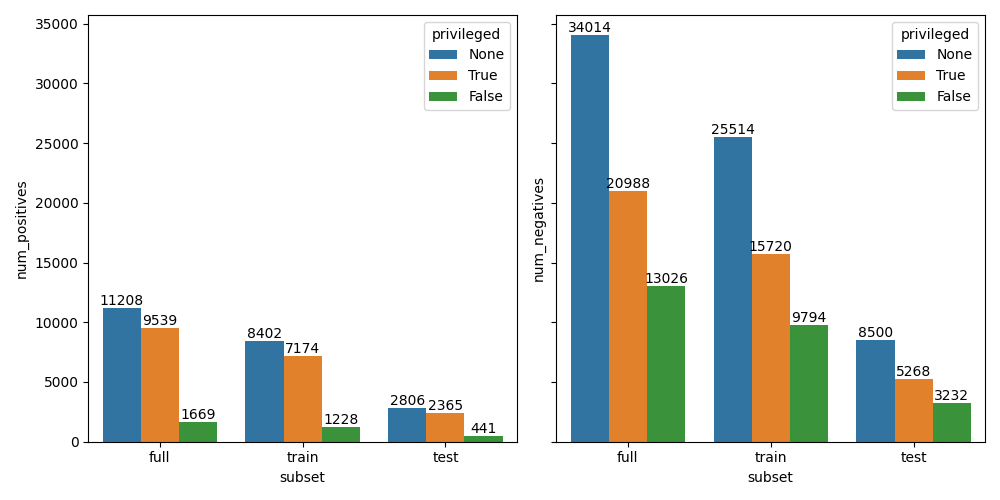 privileged
None
True
False
35000
30000
25000
20000
15000
10000
5000
0
num_positives
11208
9539
1669
8402
7174
1228
2806
2365
441
full
train
test
subset
privileged
None
True
False
num_negatives
34014
20988
13026
25514
15720
9794
8500
5268
3232
full
train
test
subset